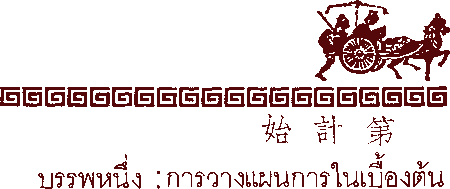 始 計 第
บรรพหนึ่ง : การวางแผนการในเบื้องต้น